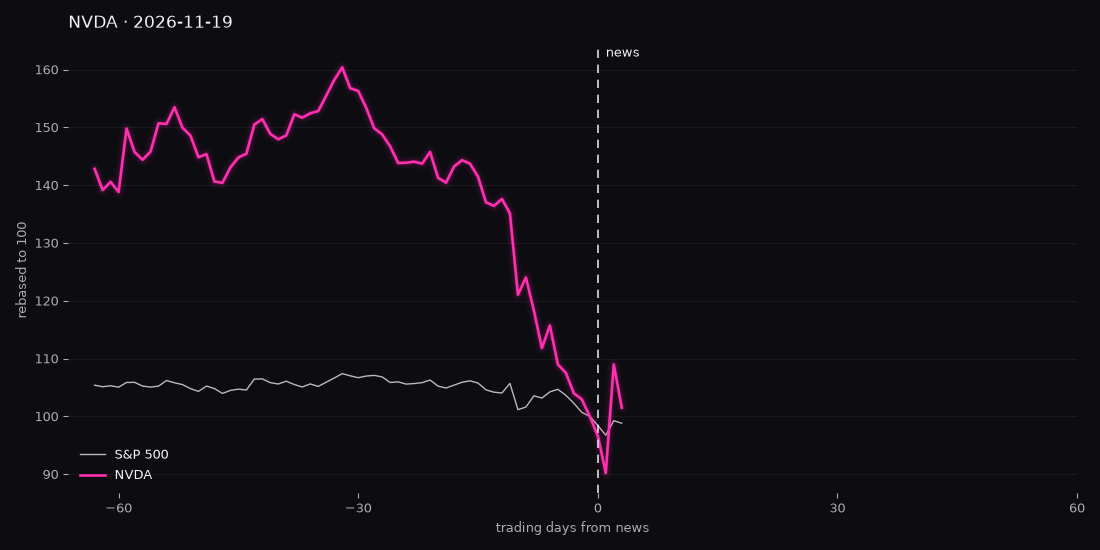 NVDA · 2026-11-19
news
160
150
140
130
120
110
100
90
rebased to 100
S&P 500
NVDA
−60
−30
0
30
60
trading days from news